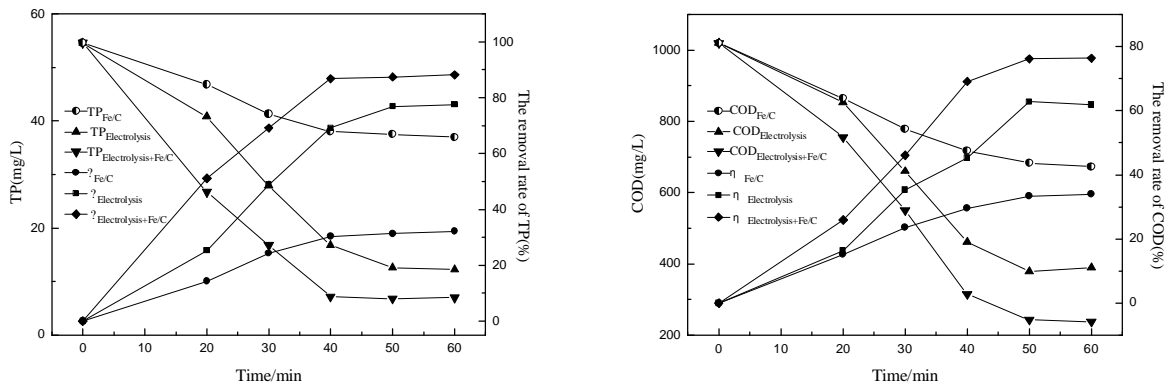 60
40
20
0
TP(mg/L)
TP Fe/C
TP Electrolysis
TP Electrolysis+Fe/C
? Fe/C
? Electrolysis
? Electrolysis+Fe/C
100
80
60
40
20
0
The removal rate of TP(%)
0 10 20 30 40 50 60
Time/min
1000
800
600
400
200
COD(mg/L)
COD Fe/C
COD Electrolysis
COD Electrolysis+Fe/C
η Fe/C
η Electrolysis
η Electrolysis+Fe/C
80
60
40
20
0
The removal rate of COD(%)
0 10 20 30 40 50 60
Time/min